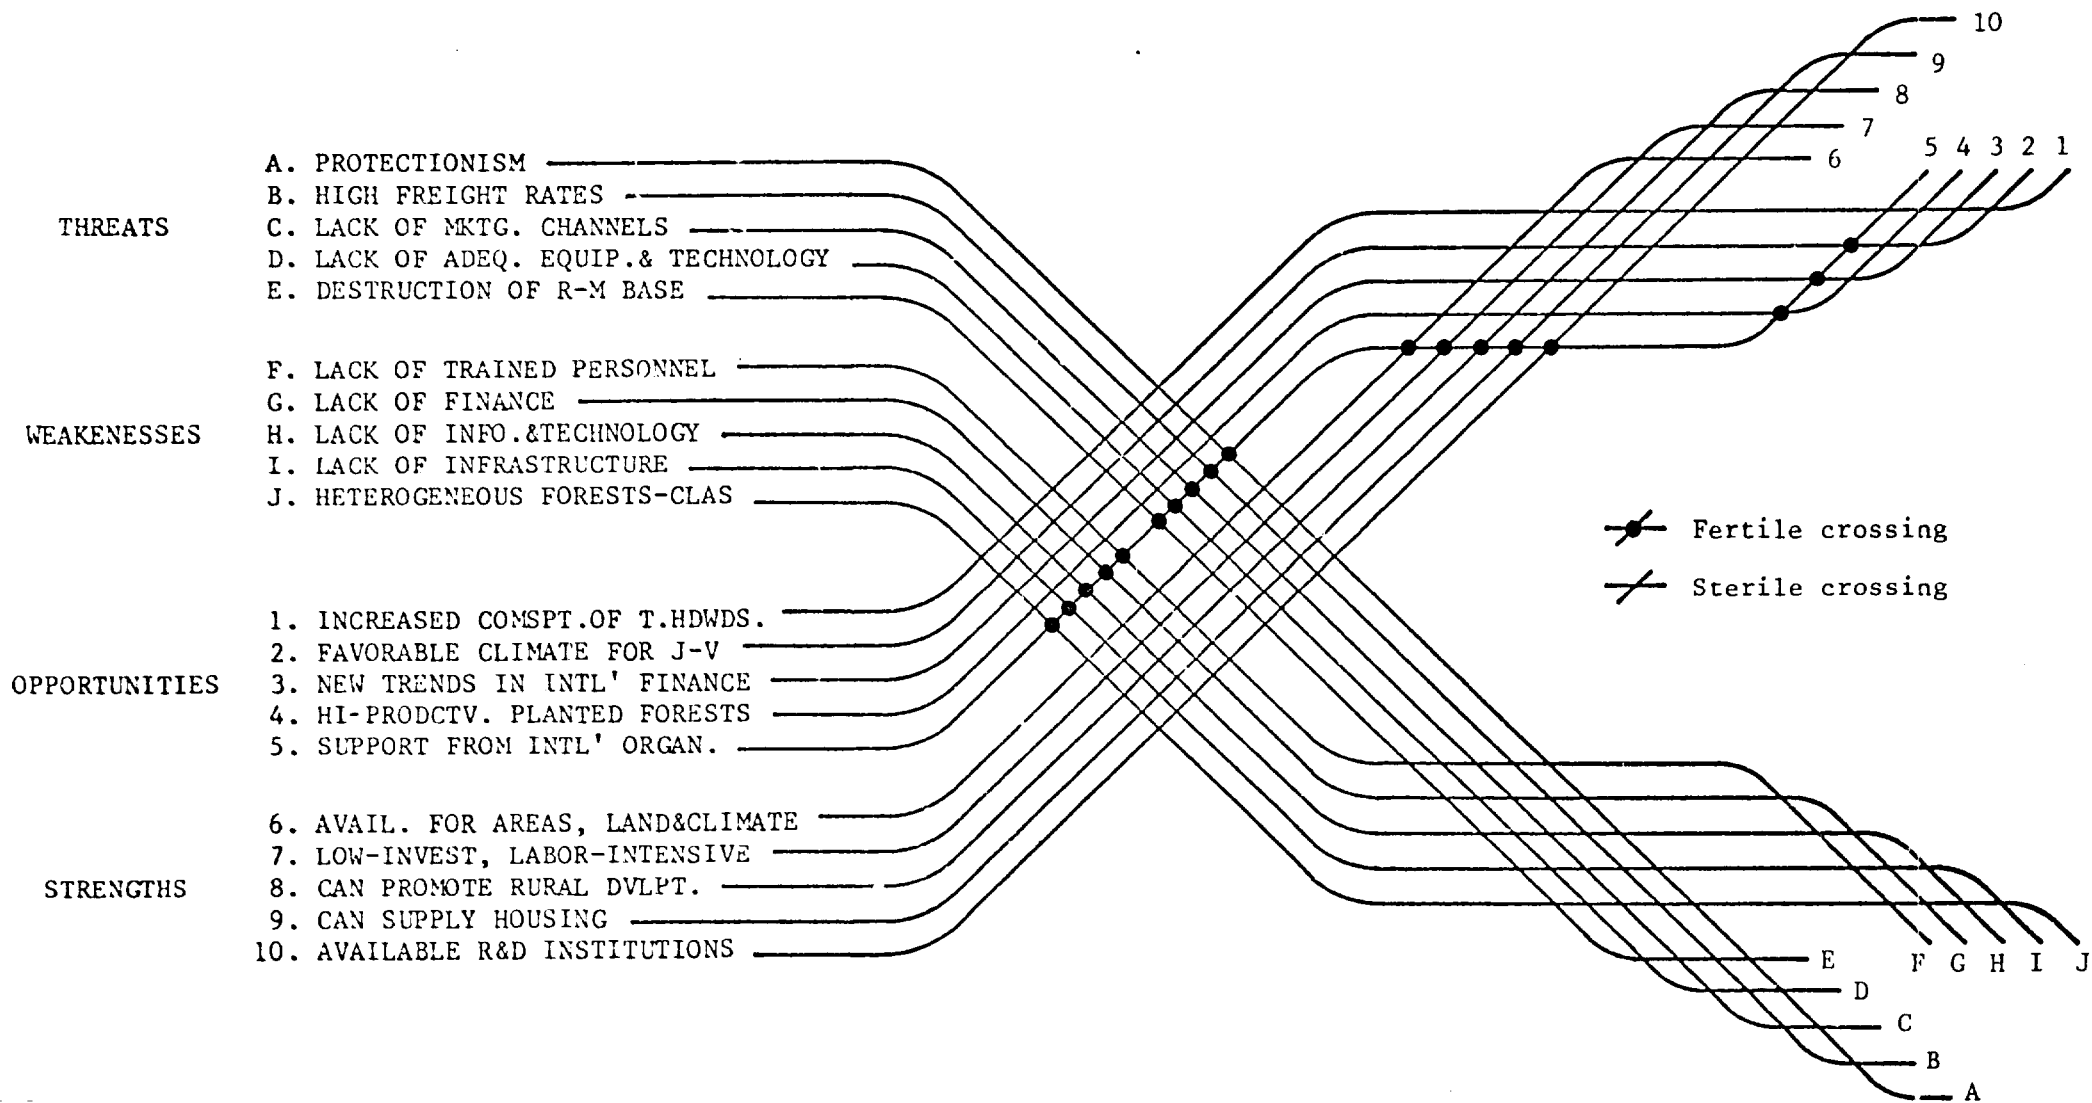 THREATS
A. PROTECTIONISM
B. HIGH FREIGHT RATES
C. LACK OF MKTG. CHANNELS
D. LACK OF ADEQ. EQUIP.& TECHNOLOGY
E. DESTRUCTION OF R-M BASE
WEAKENESSES
F. LACK OF TRAINED PERSONNEL
G. LACK OF FINANCE
H. LACK OF INFO.&TECHNOLOGY
I. LACK OF INFRASTRUCTURE
J. HETEROGENEOUS FORESTS-CLAS
OPPORTUNITIES
1. INCREASED COMSPT.OF T.HDWDS.
2. FAVORABLE CLIMATE FOR J-V
3. NEW TRENDS IN INTL' FINANCE
4. HI-PRODCTV. PLANTED FORESTS
5. SUPPORT FROM INTL' ORGAN.
STRENGTHS
6. AVAIL. FOR AREAS, LAND&CLIMATE
7. LOW-INVEST, LABOR-INTENSIVE
8. CAN PROMOTE RURAL DVLPT.
9. CAN SUPPLY HOUSING
10. AVAILABLE R&D INSTITUTIONS
10
9
8
7
6
5 4 3 2 1
Fertile crossing
Sterile crossing
E
F G H I J
D
C
B
A